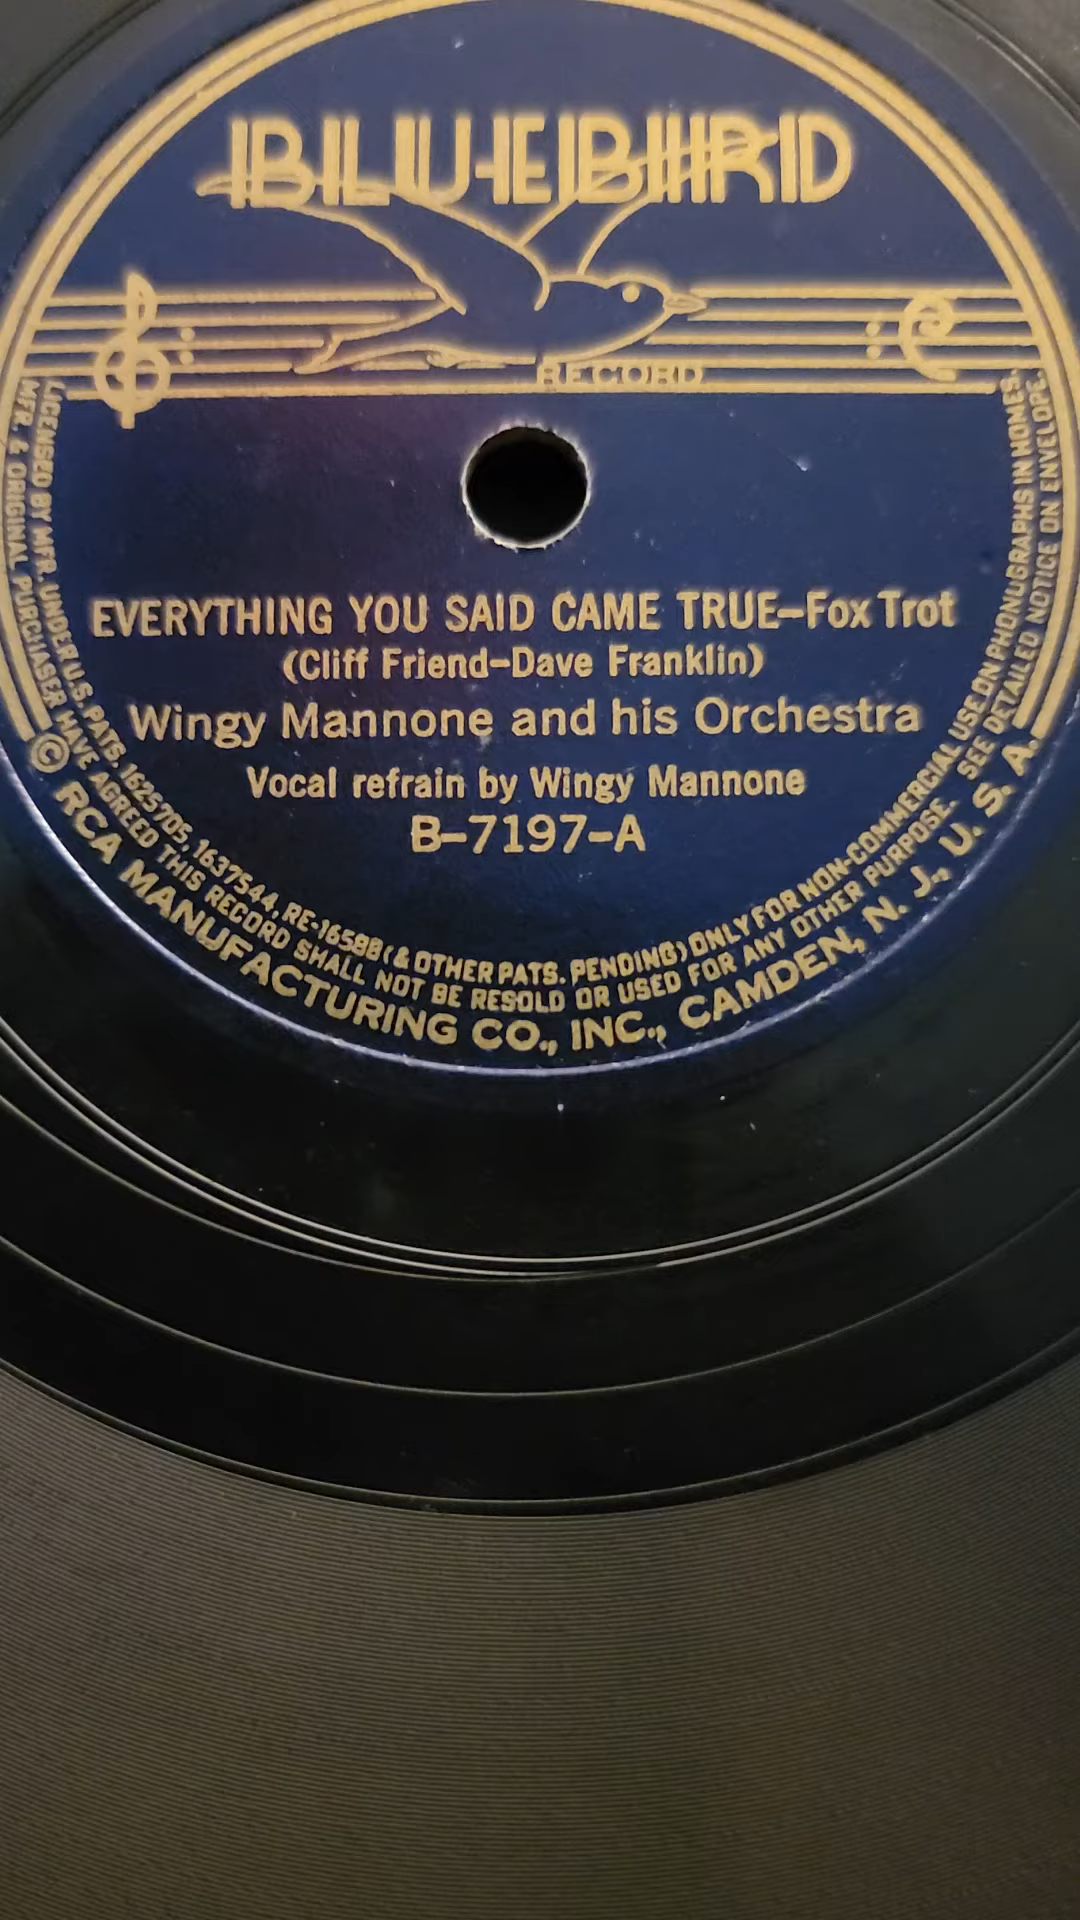 BLUEBIRD
RECORD
EVERYTHING YOU SAID CAME TRUE-Fox Trot
(Cliff Friend-Dave Franklin)
Wingy Mannone and his Orchestra
Vocal refrain by Wingy Mannone
B-7197-A
LICENSED BY MFR. UNDER U.S. PATS. 1625705, 1637544, RE-16588 (& OTHER PATS. PENDING) ONLY FOR NON-COMMERCIAL USE ON PHONOGRAPHS IN HOMES.
MFR. & ORIGINAL PURCHASER HAVE AGREED THIS RECORD SHALL NOT BE RESOLD OR USED FOR ANY OTHER PURPOSE. SEE DETAILED NOTICE ON ENVELOPE.
© RCA MANUFACTURING CO., INC., CAMDEN, N. J., U. S. A.